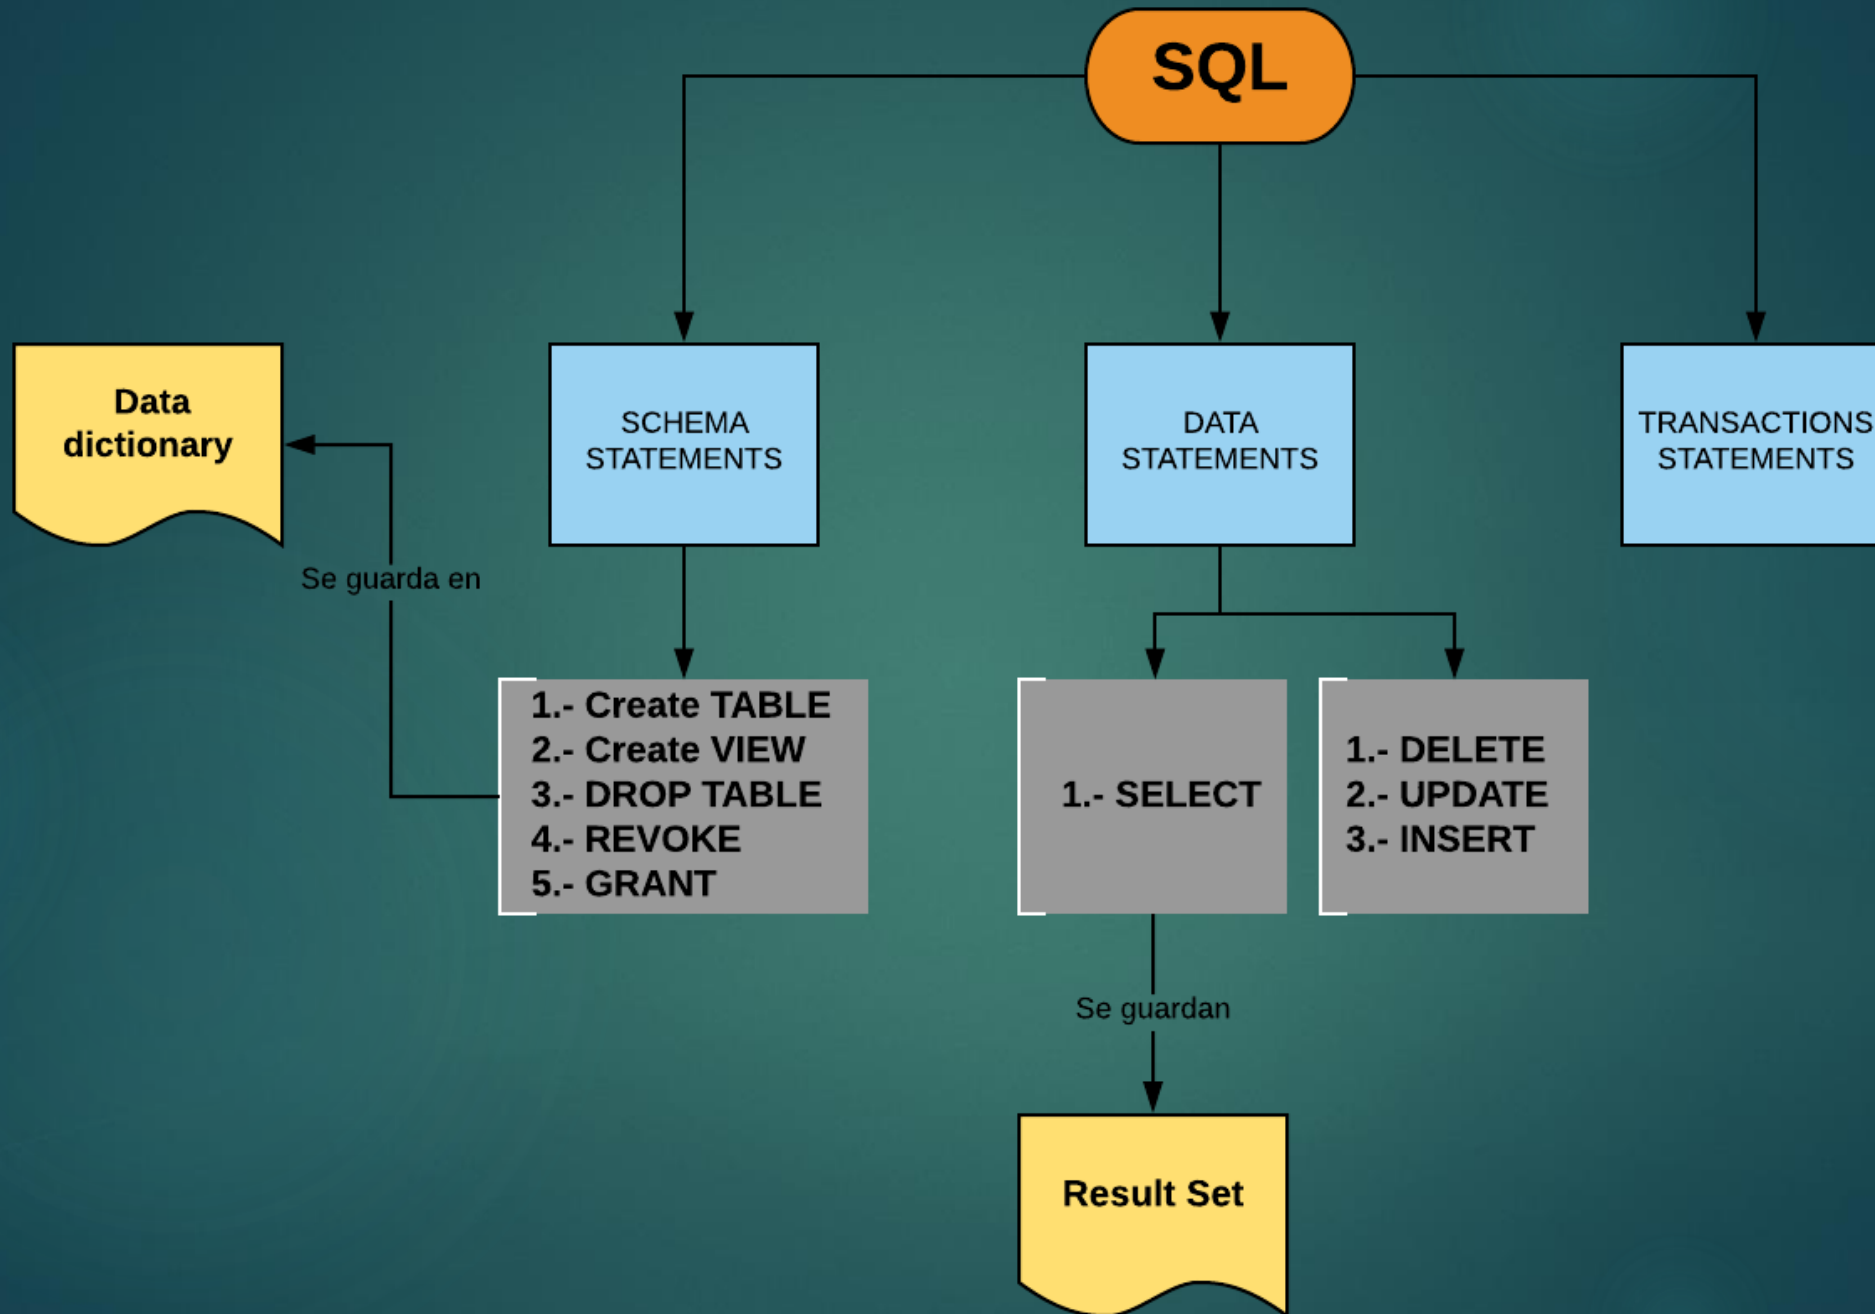 SQL
Data
dictionary
SCHEMA
STATEMENTS
DATA
STATEMENTS
TRANSACTIONS
STATEMENTS
Se guarda en
1.- Create TABLE
2.- Create VIEW
3.- DROP TABLE
4.- REVOKE
5.- GRANT
1.- SELECT
1.- DELETE
2.- UPDATE
3.- INSERT
Se guardan
Result Set